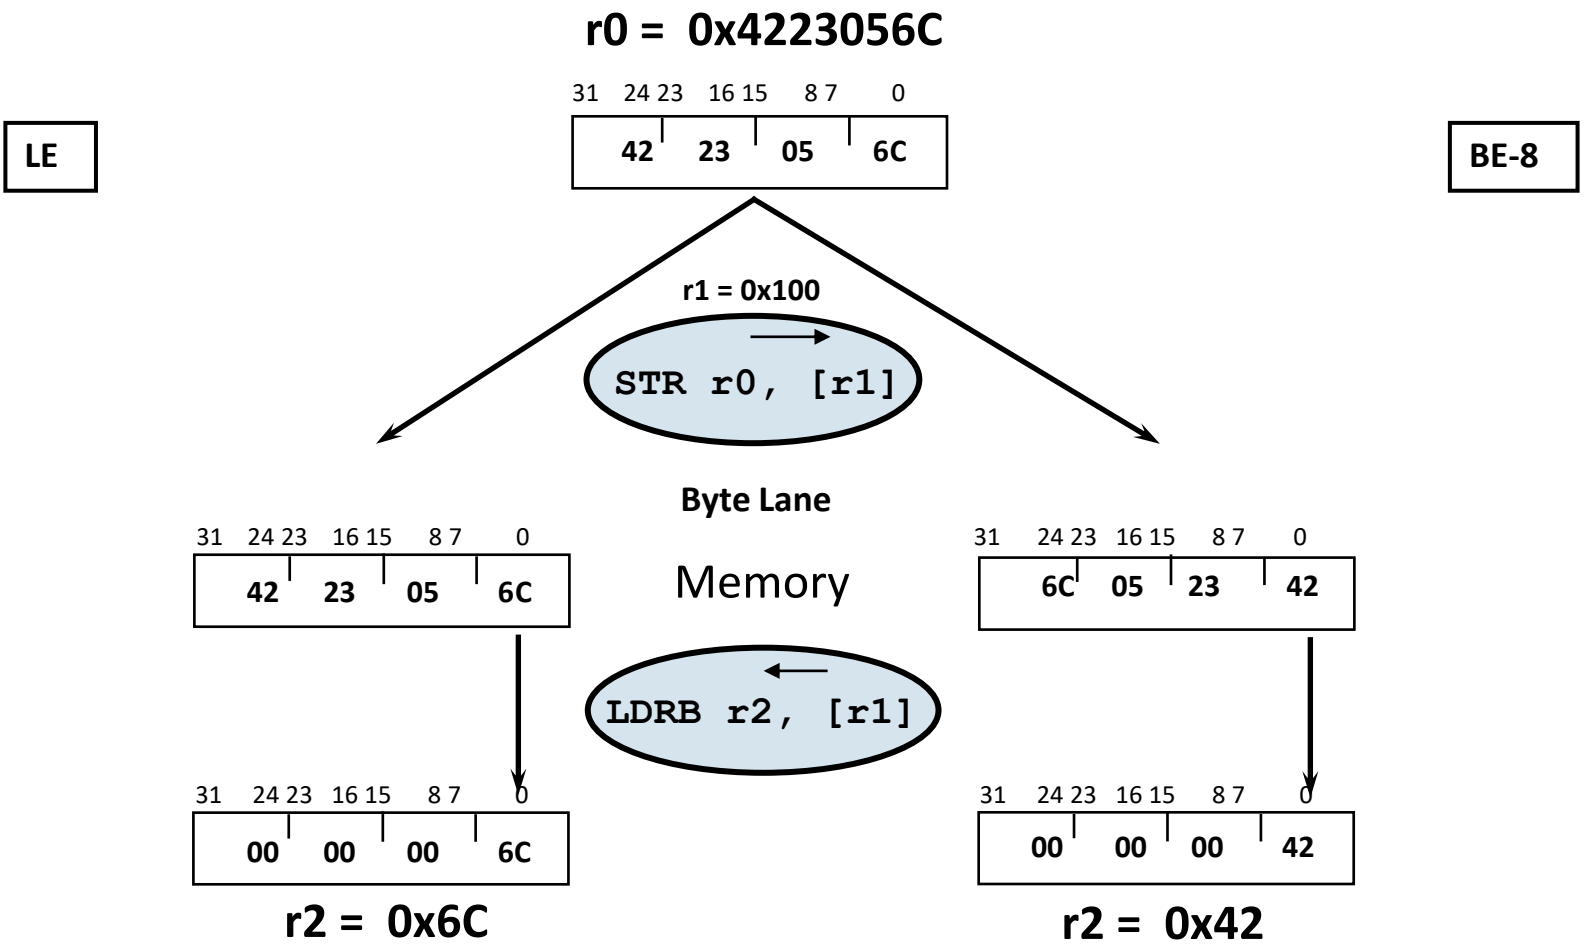 r0 = 0x4223056C
31 24 23 16 15 8 7 0
LE
42 23 05 6C
BE-8
r1 = 0x100
STR r0, [r1]
Byte Lane
31 24 23 16 15 8 7 0
31 24 23 16 15 8 7 0
42 23 05 6C
Memory
6C 05 23 42
LDRB r2, [r1]
31 24 23 16 15 8 7 0
31 24 23 16 15 8 7 0
00 00 00 6C
00 00 00 42
r2 = 0x6C
r2 = 0x42